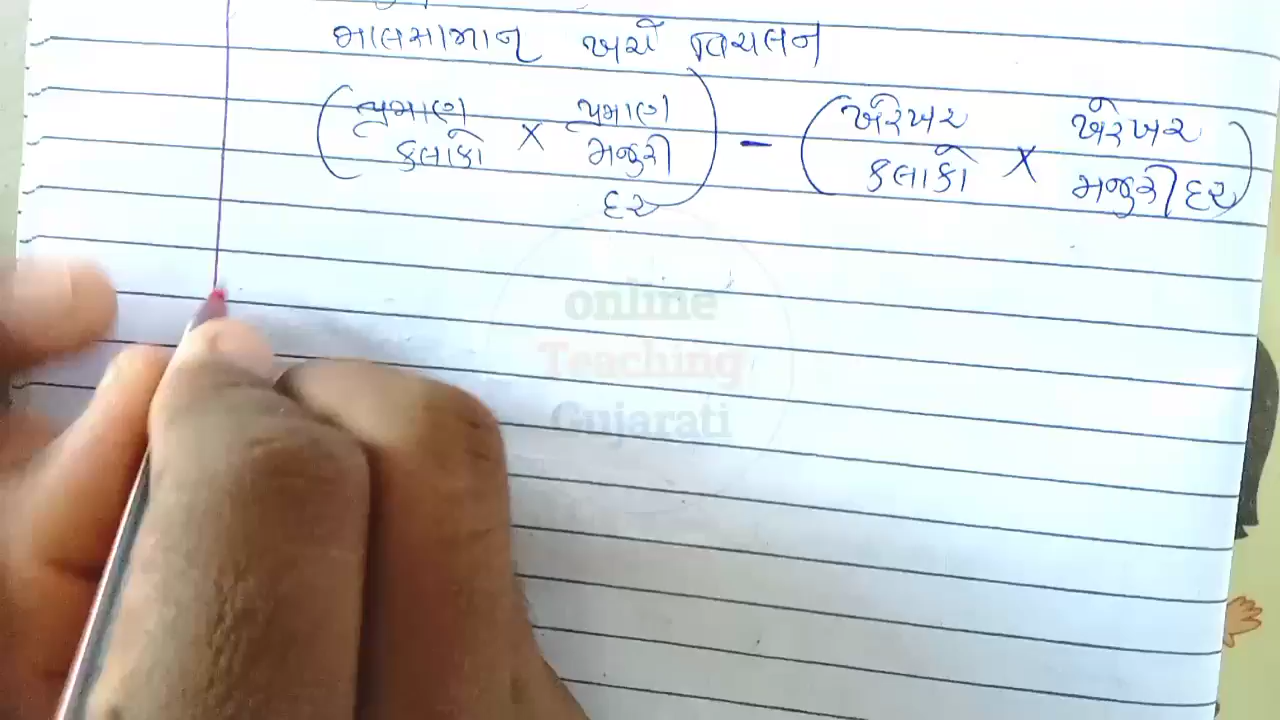 માલસામાન ખર્ચ વિચલન
(પ્રમાણ કલાકો × પ્રમાણ મજુરી દર) - (ખરેખર કલાકો × ખરેખર મજુરી દર)
online
Teaching
Gujarati